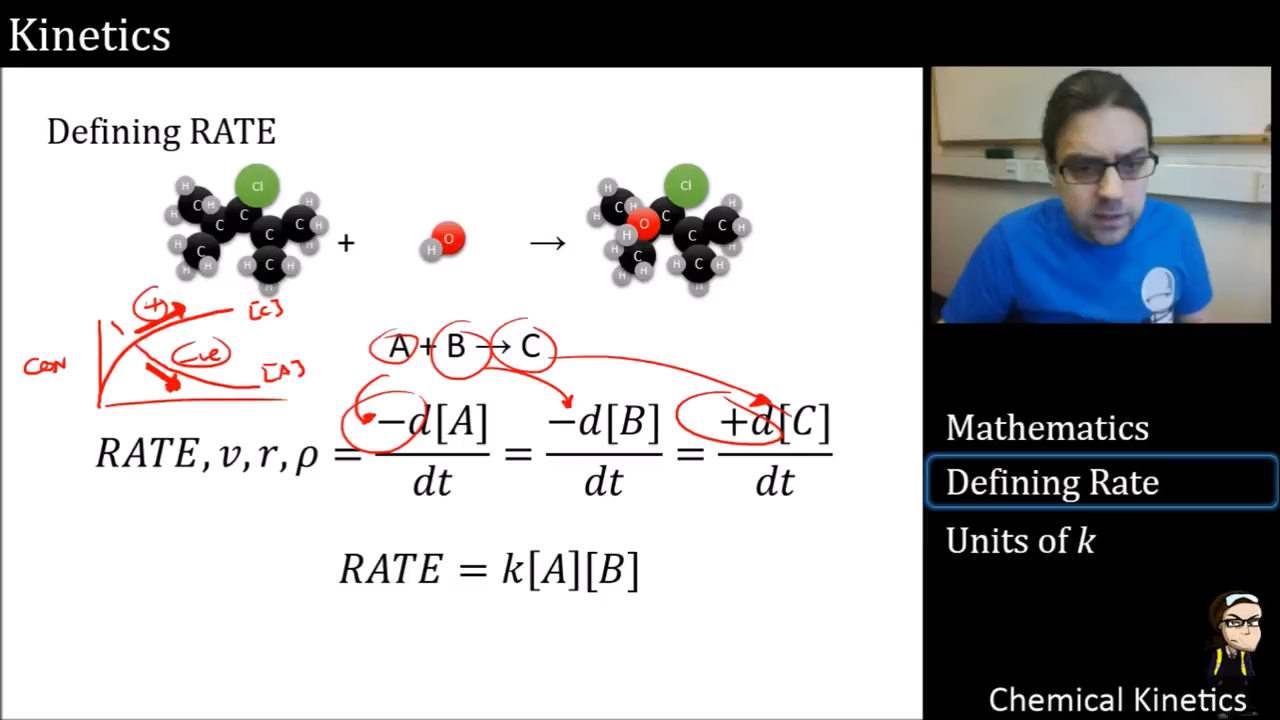 Kinetics
Defining RATE
Cl
H
H
H
C
C
C
C
C
C
H
H
H
H
H
H
H
H
H
H
+
H
O
→
Cl
H
H
H
C
C
C
C
C
C
C
O
H
H
H
H
H
H
H
H
H
H
(+)
[C]
CON
-ve
[A]
A + B → C
RATE, v, r, ρ = −d[A]/dt = −d[B]/dt = +d[C]/dt
RATE = k[A][B]
Mathematics
Defining Rate
Units of k
Chemical Kinetics